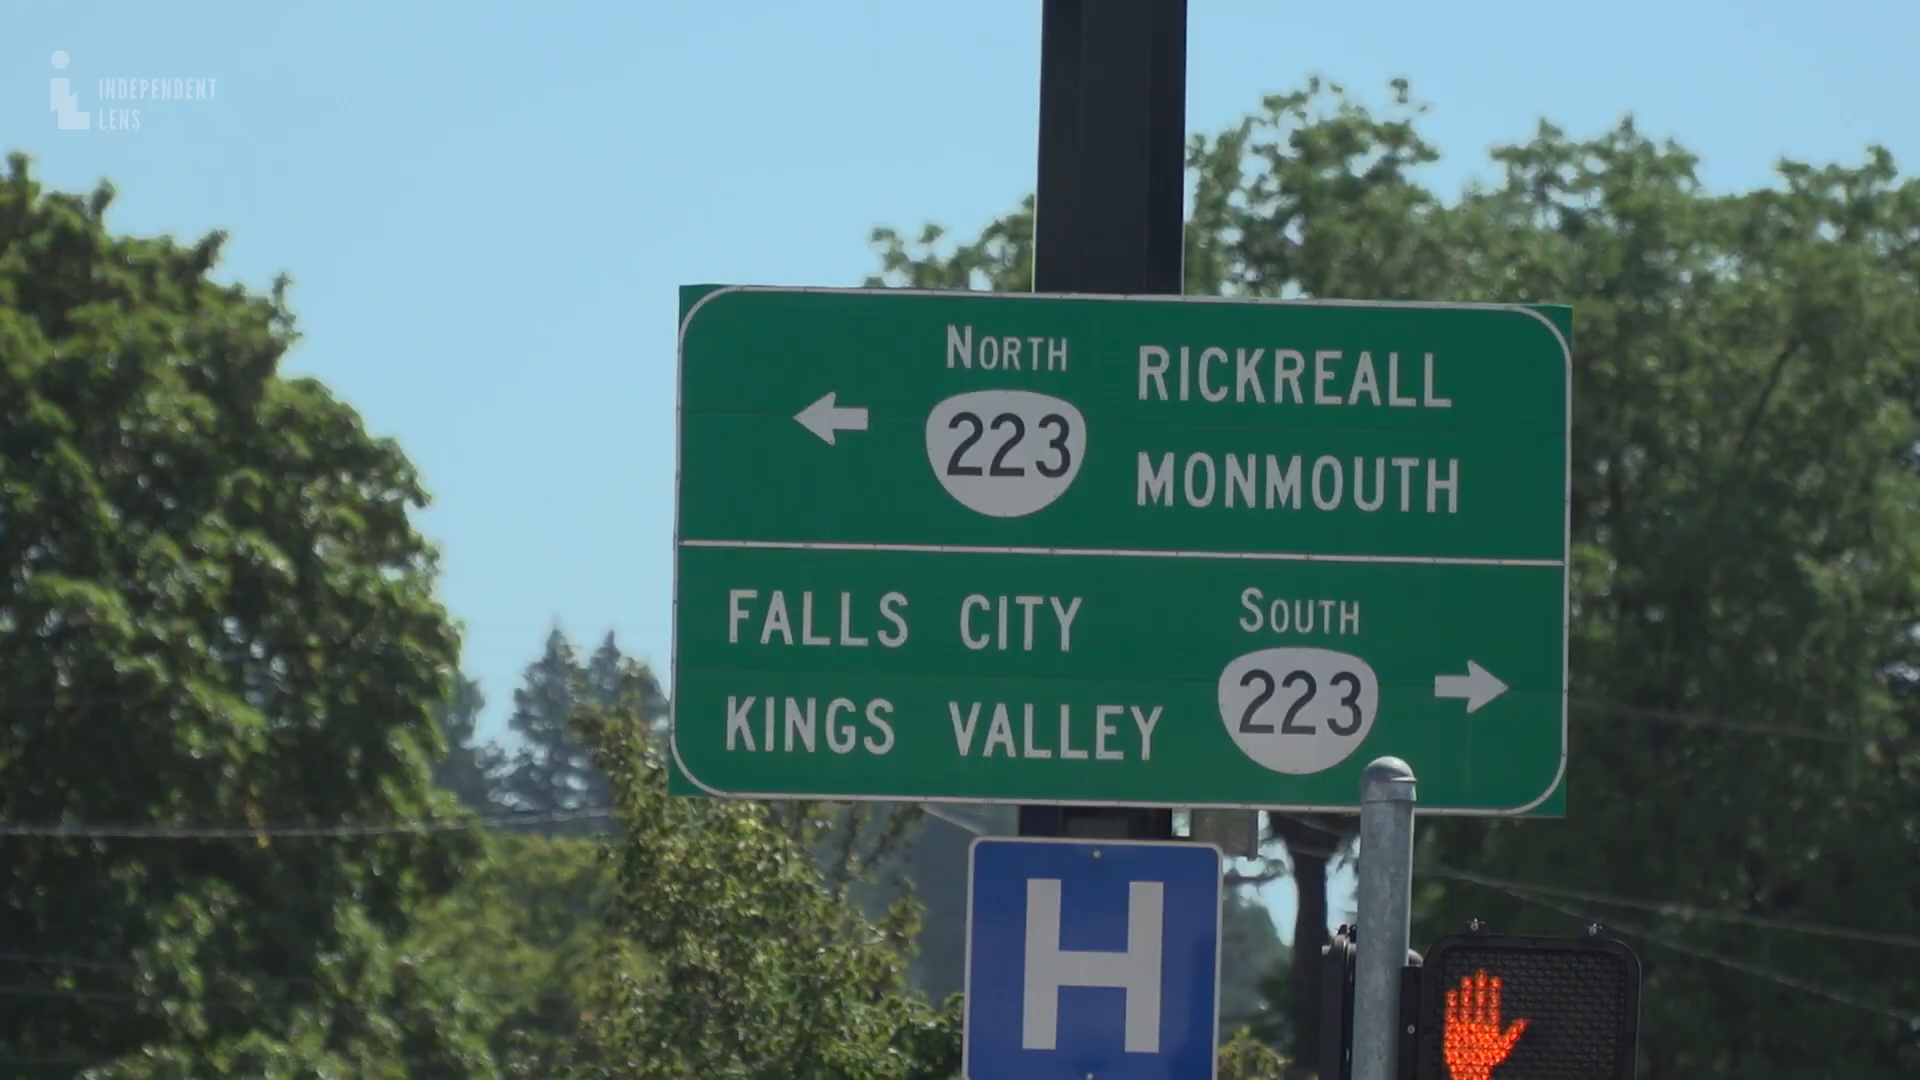 INDEPENDENT
LENS
NORTH
223
RICKREALL
MONMOUTH
FALLS CITY
KINGS VALLEY
SOUTH
223
H